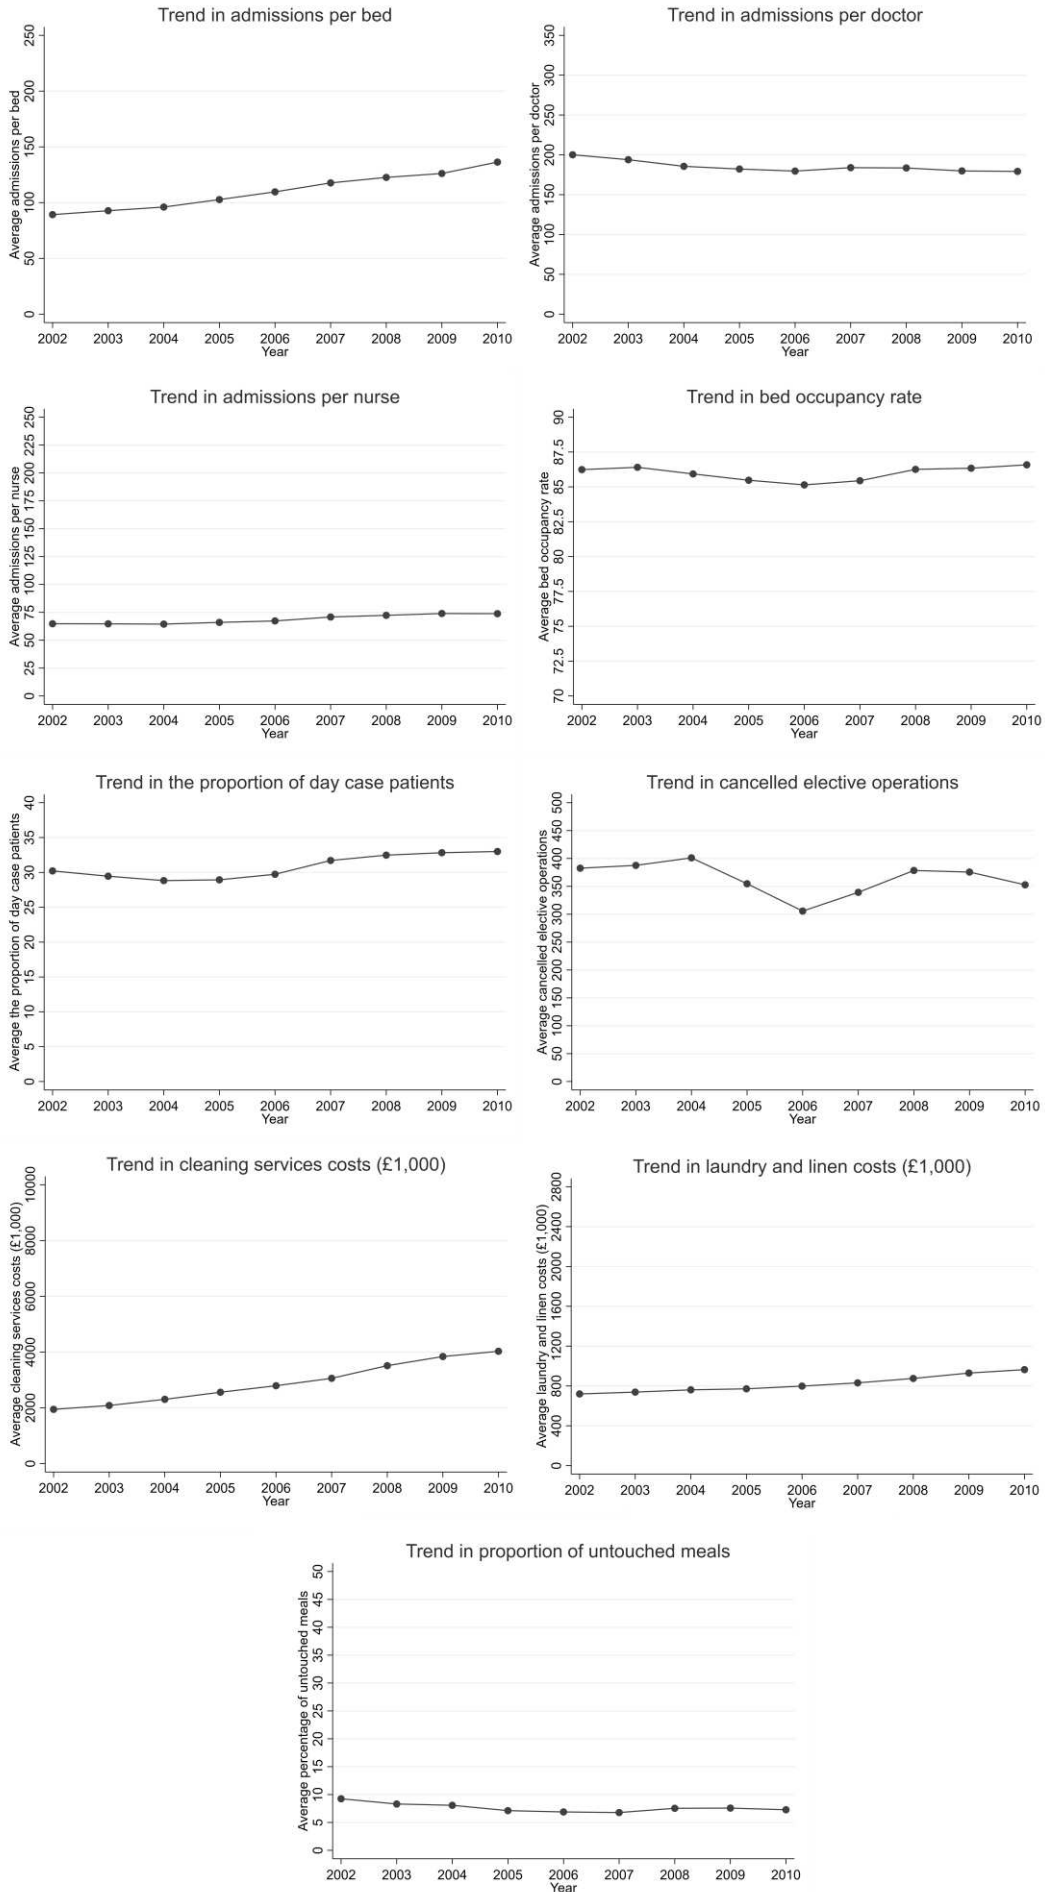 Trend in admissions per bed
Average admissions per bed
250
200
150
100
50
0
2002 2003 2004 2005 2006 2007 2008 2009 2010
Year
Trend in admissions per doctor
Average admissions per doctor
350
300
250
200
150
100
50
0
2002 2003 2004 2005 2006 2007 2008 2009 2010
Year
Trend in admissions per nurse
Average admissions per nurse
250
225
200
175
150
125
100
75
50
25
0
2002 2003 2004 2005 2006 2007 2008 2009 2010
Year
Trend in bed occupancy rate
Average bed occupancy rate
90
87.5
85
82.5
80
77.5
75
72.5
70
2002 2003 2004 2005 2006 2007 2008 2009 2010
Year
Trend in the proportion of day case patients
Average the proportion of day case patients
40
35
30
25
20
15
10
5
0
2002 2003 2004 2005 2006 2007 2008 2009 2010
Year
Trend in cancelled elective operations
Average cancelled elective operations
500
450
400
350
300
250
200
150
100
50
0
2002 2003 2004 2005 2006 2007 2008 2009 2010
Year
Trend in cleaning services costs (£1,000)
Average cleaning services costs (£1,000)
10000
8000
6000
4000
2000
0
2002 2003 2004 2005 2006 2007 2008 2009 2010
Year
Trend in laundry and linen costs (£1,000)
Average laundry and linen costs (£1,000)
2800
2400
2000
1600
1200
800
400
0
2002 2003 2004 2005 2006 2007 2008 2009 2010
Year
Trend in proportion of untouched meals
Average percentage of untouched meals
50
45
40
35
30
25
20
15
10
5
0
2002 2003 2004 2005 2006 2007 2008 2009 2010
Year